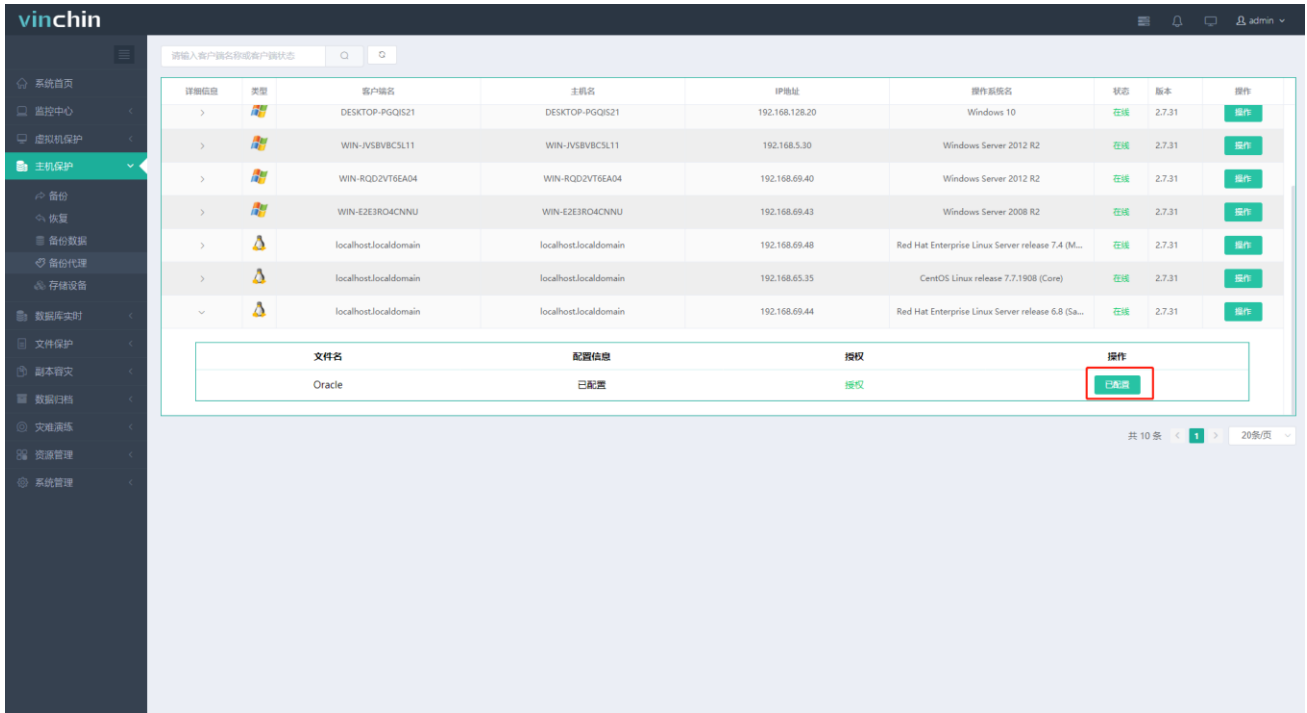 vinchin
admin
请输入客户端名称或客户端状态
系统首页
监控中心
虚拟机保护
主机保护
备份
恢复
备份数据
备份代理
存储设备
数据库实时
文件保护
副本容灾
数据归档
灾难演练
资源管理
系统管理
详细信息 类型 客户端名 主机名 IP地址 操作系统名 状态 版本 操作
DESKTOP-PGQIS21 DESKTOP-PGQIS21 192.168.128.20 Windows 10 在线 2.7.31 操作
WIN-JVSBVBC5L11 WIN-JVSBVBC5L11 192.168.5.30 Windows Server 2012 R2 在线 2.7.31 操作
WIN-RQD2VT6EA04 WIN-RQD2VT6EA04 192.168.69.40 Windows Server 2012 R2 在线 2.7.31 操作
WIN-E2E3RO4CNNU WIN-E2E3RO4CNNU 192.168.69.43 Windows Server 2008 R2 在线 2.7.31 操作
localhost.localdomain localhost.localdomain 192.168.69.48 Red Hat Enterprise Linux Server release 7.4 (M... 在线 2.7.31 操作
localhost.localdomain localhost.localdomain 192.168.65.35 CentOS Linux release 7.7.1908 (Core) 在线 2.7.31 操作
localhost.localdomain localhost.localdomain 192.168.69.44 Red Hat Enterprise Linux Server release 6.8 (Sa... 在线 2.7.31 操作
文件名 配置信息 授权 操作
Oracle 已配置 授权 已配置
共 10 条 < 1 > 20条/页